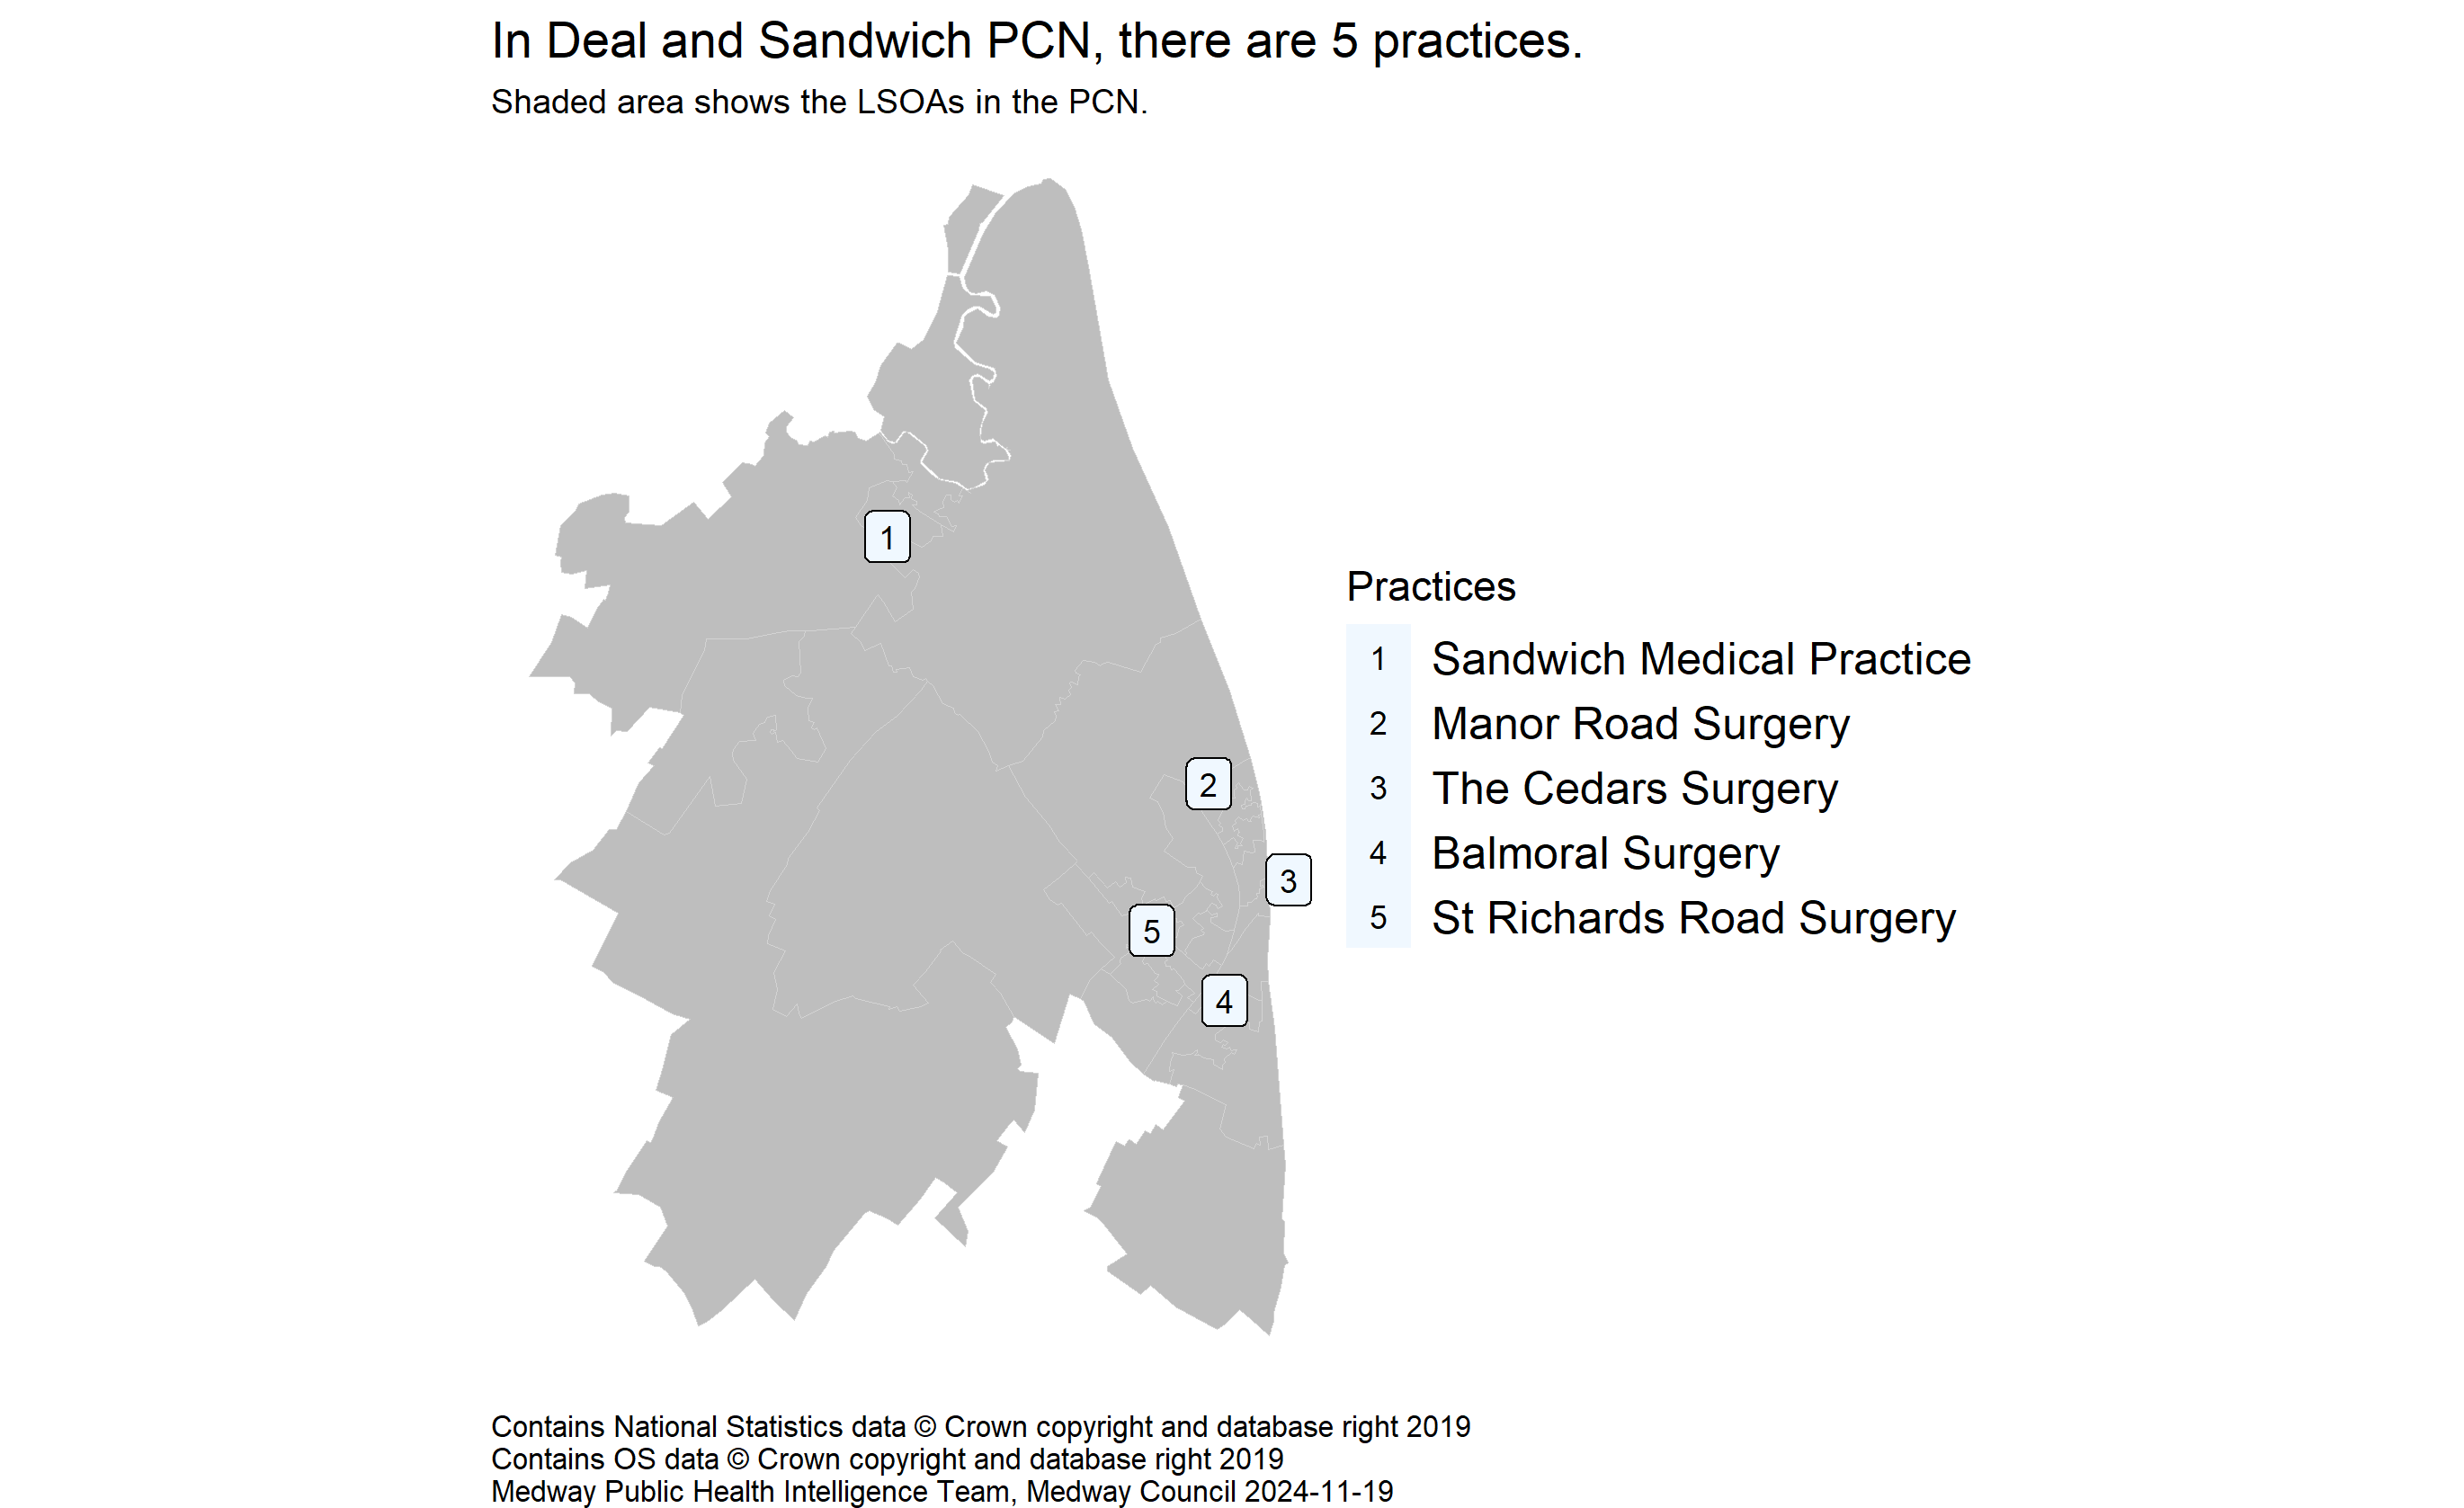 In Deal and Sandwich PCN, there are 5 practices.
Shaded area shows the LSOAs in the PCN.
1
2
3
5
4
Practices
1 Sandwich Medical Practice
2 Manor Road Surgery
3 The Cedars Surgery
4 Balmoral Surgery
5 St Richards Road Surgery
Contains National Statistics data © Crown copyright and database right 2019
Contains OS data © Crown copyright and database right 2019
Medway Public Health Intelligence Team, Medway Council 2024-11-19